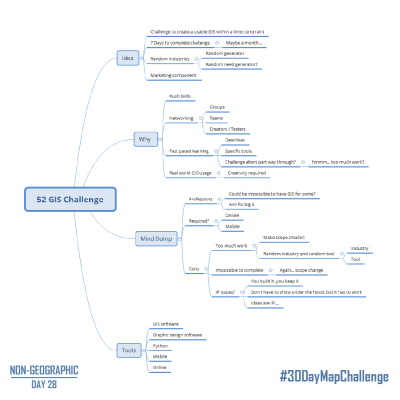 52 GIS Challenge
Idea
Challenge to create a usable GIS within a time constraint
7 Days to complete challenge
Maybe a month...
Random Industries
Random generator
Random need generator?
Marketing component
Why
Push Skills
Networking
Groups
Teams
Creators / Testers
Fast paced learning
Deadlines
Specific tools
Challenge alters part way through?
hmmm... too much work?
Real world GIS usage
Creativity required
Mind Dump
Professions
Could be impossible to have GIS for some?
Aim for big 6
Required?
Online
Mobile
Cons
Too much work
Make scope smaller!
Random industry and random tool
Industry
Tool
Impossible to complete
Again... scope change
IP issues?
You build it, you keep it
Don't have to show under the hood, but it has to work
Ideas are IP...
Tools
GIS software
Graphic design software
Python
Mobile
Online
NON-GEOGRAPHIC
DAY 28
#30DayMapChallenge